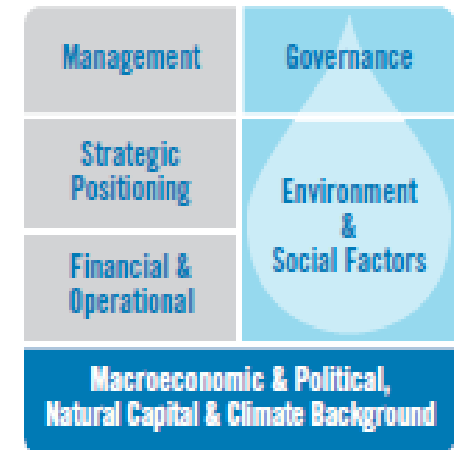 Management
Governance
Strategic
Positioning
Environment
&
Social Factors
Financial &
Operational
Macroeconomic & Political,
Natural Capital & Climate Background